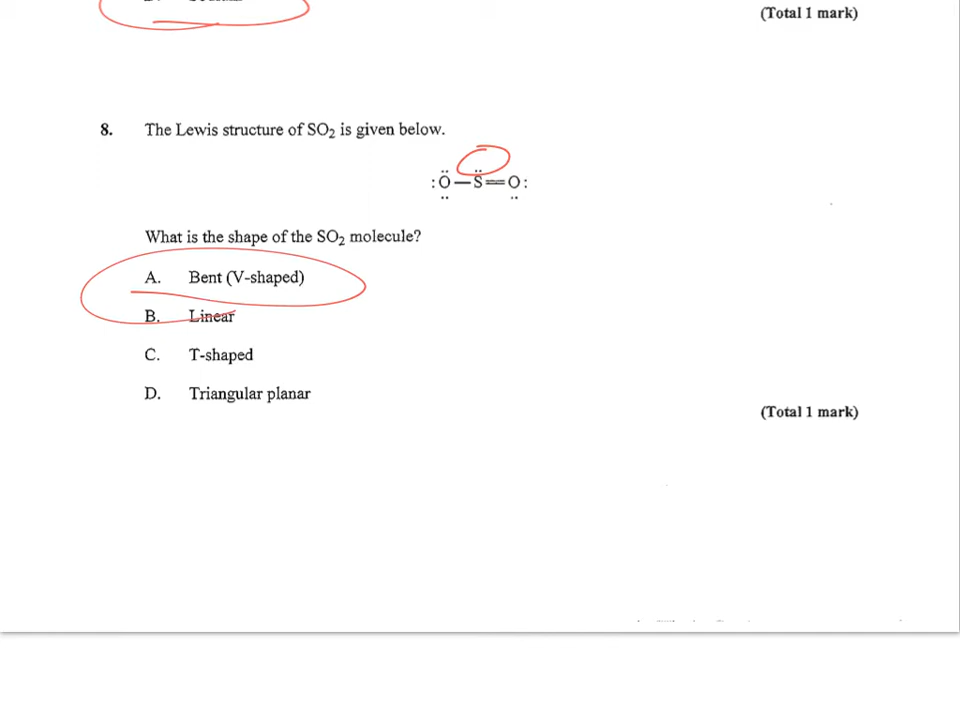 (Total 1 mark)
8. The Lewis structure of SO₂ is given below.
:Ö—S̈=O:
What is the shape of the SO₂ molecule?
A. Bent (V-shaped)
B. Linear
C. T-shaped
D. Triangular planar
(Total 1 mark)